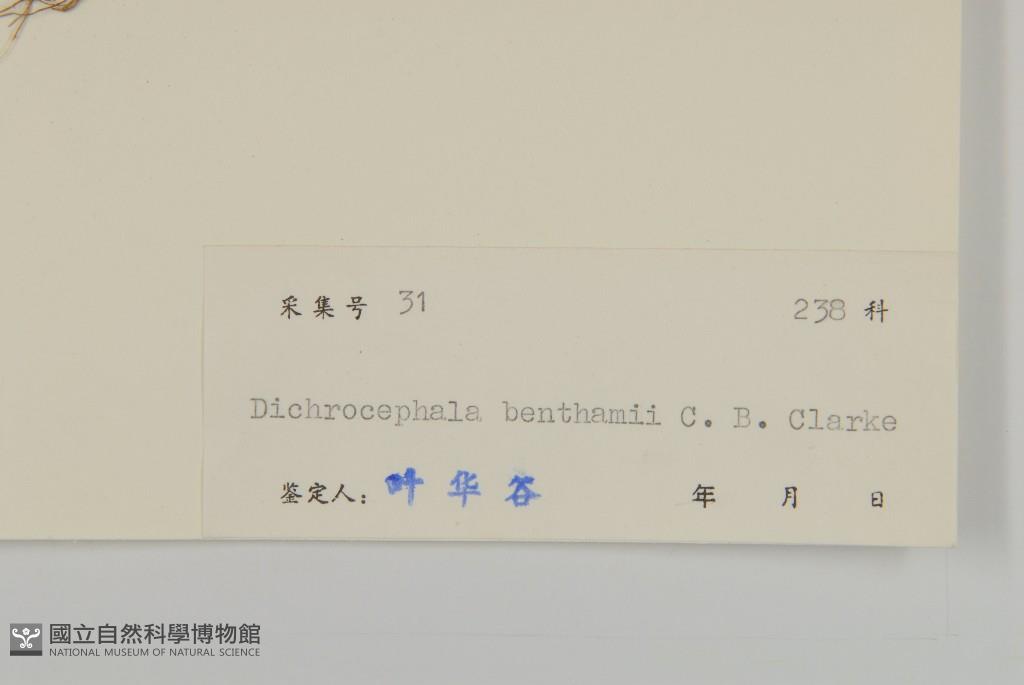 采集号 31 238 科
Dichrocephala benthamii C. B. Clarke
鉴定人: 叶华谷 年 月 日
國立自然科學博物館
NATIONAL MUSEUM OF NATURAL SCIENCE